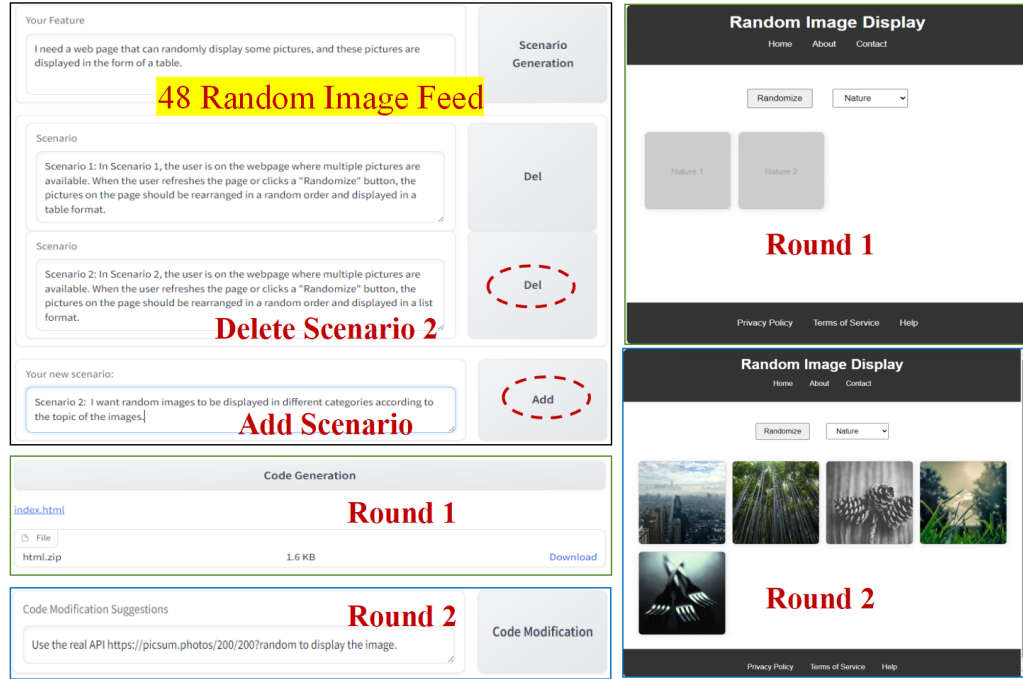 Your Feature
I need a web page that can randomly display some pictures, and these pictures are
displayed in the form of a table.
Scenario
Generation
48 Random Image Feed
Scenario
Scenario 1: In Scenario 1, the user is on the webpage where multiple pictures are
available. When the user refreshes the page or clicks a "Randomize" button, the
pictures on the page should be rearranged in a random order and displayed in a
table format.
Del
Scenario
Scenario 2: In Scenario 2, the user is on the webpage where multiple pictures are
available. When the user refreshes the page or clicks a "Randomize" button, the
pictures on the page should be rearranged in a random order and displayed in a list
format.
Del
Delete Scenario 2
Your new scenario:
Scenario 2: I want random images to be displayed in different categories according to
the topic of the images.
Add
Add Scenario
Code Generation
index.html
Round 1
File
html.zip 1.6 KB Download
Code Modification Suggestions
Round 2
Use the real API https://picsum.photos/200/200?random to display the image.
Code Modification
Random Image Display
Home About Contact
Randomize Nature
Nature 1 Nature 2
Round 1
Privacy Policy Terms of Service Help
Random Image Display
Home About Contact
Randomize Nature
Round 2
Privacy Policy Terms of Service Help